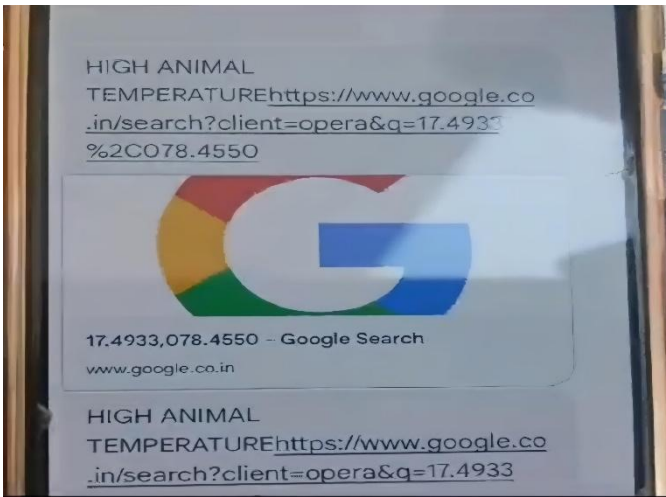 HIGH ANIMAL
TEMPERATUREhttps://www.google.co
.in/search?client=opera&q=17.4933
%2C078.4550
17.4933,078.4550 - Google Search
www.google.co.in
HIGH ANIMAL
TEMPERATUREhttps://www.google.co
.in/search?client=opera&q=17.4933